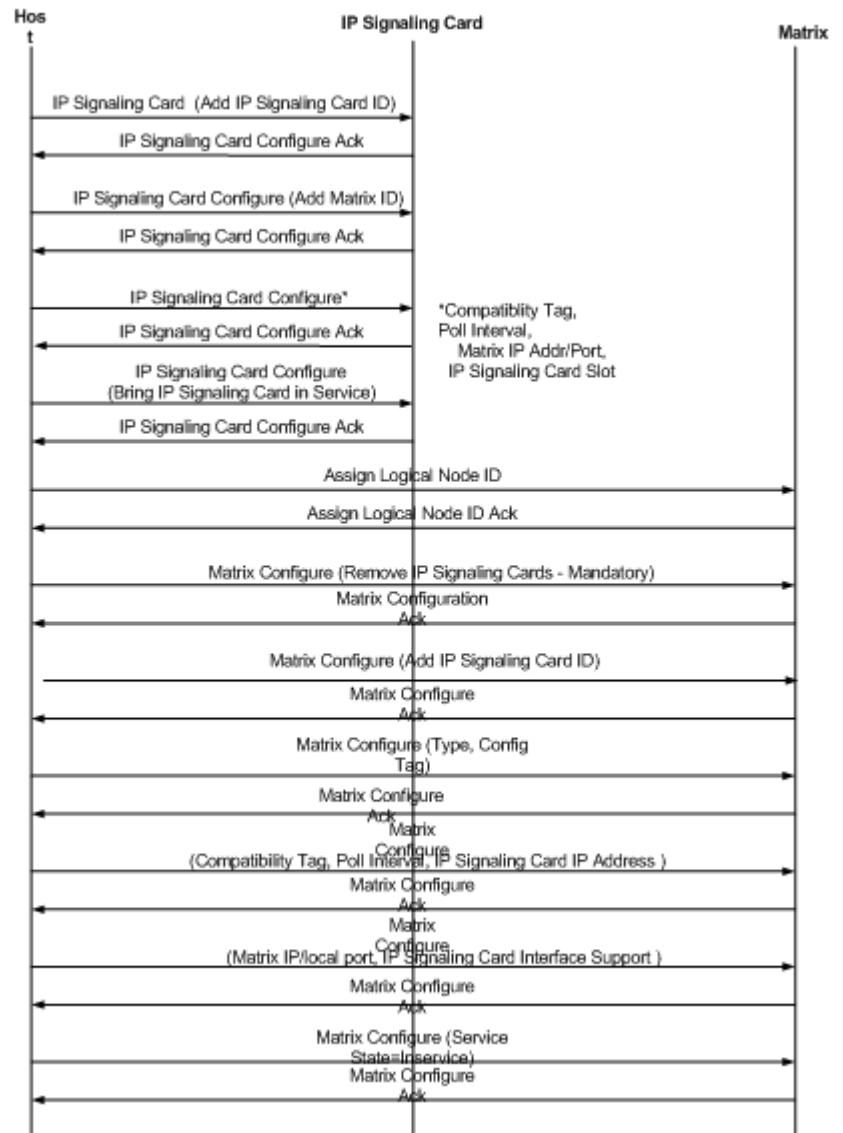 Hos
t
IP Signaling Card
Matrix
IP Signaling Card (Add IP Signaling Card ID)
IP Signaling Card Configure Ack
IP Signaling Card Configure (Add Matrix ID)
IP Signaling Card Configure Ack
IP Signaling Card Configure*
*Compatiblity Tag,
Poll Interval,
Matrix IP Addr/Port,
IP Signaling Card Slot
IP Signaling Card Configure Ack
IP Signaling Card Configure
(Bring IP Signaling Card in Service)
IP Signaling Card Configure Ack
Assign Logical Node ID
Assign Logical Node ID Ack
Matrix Configure (Remove IP Signaling Cards - Mandatory)
Matrix Configuration
Ack
Matrix Configure (Add IP Signaling Card ID)
Matrix Configure
Ack
Matrix Configure (Type, Config
Tag)
Matrix Configure
Ack
Matrix
Configure
(Compatibility Tag, Poll Interval, IP Signaling Card IP Address )
Matrix Configure
Ack
Matrix
Configure
(Matrix IP/local port, IP Signaling Card Interface Support )
Matrix Configure
Ack
Matrix Configure (Service
State=Inservice)
Matrix Configure
Ack